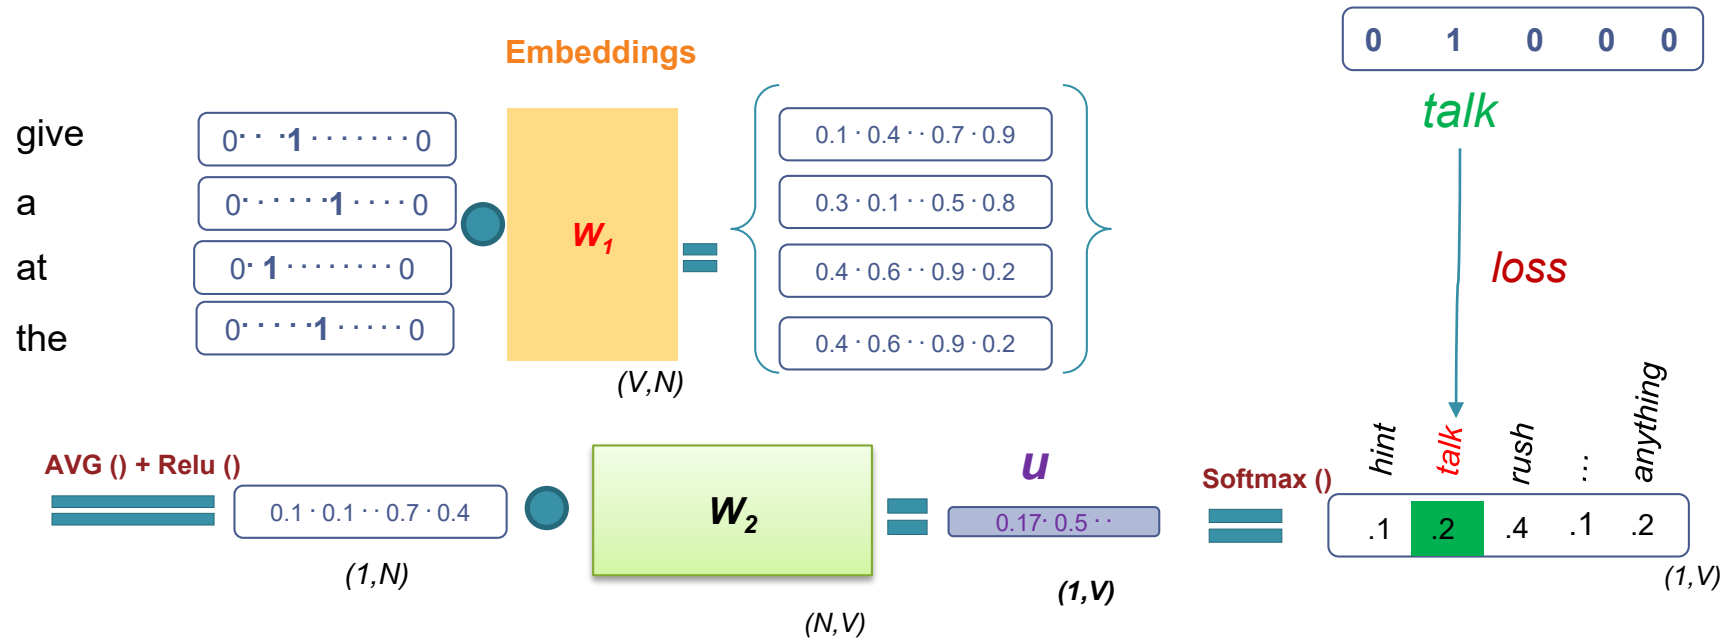 Embeddings
0 1 0 0 0
talk
give
0· · ·1 · · · · · · · 0
0.1 · 0.4 · · 0.7 · 0.9
a
0· · · · · ·1 · · · · 0
0.3 · 0.1 · · 0.5 · 0.8
W1
at
0· 1 · · · · · · · · 0
0.4 · 0.6 · · 0.9 · 0.2
loss
the
0· · · · ·1 · · · · · 0
0.4 · 0.6 · · 0.9 · 0.2
(V,N)
AVG () + Relu ()
0.1 · 0.1 · · 0.7 · 0.4
(1,N)
W2
(N,V)
u
0.17· 0.5 · ·
(1,V)
Softmax ()
hint talk rush ... anything
.1 .2 .4 .1 .2
(1,V)